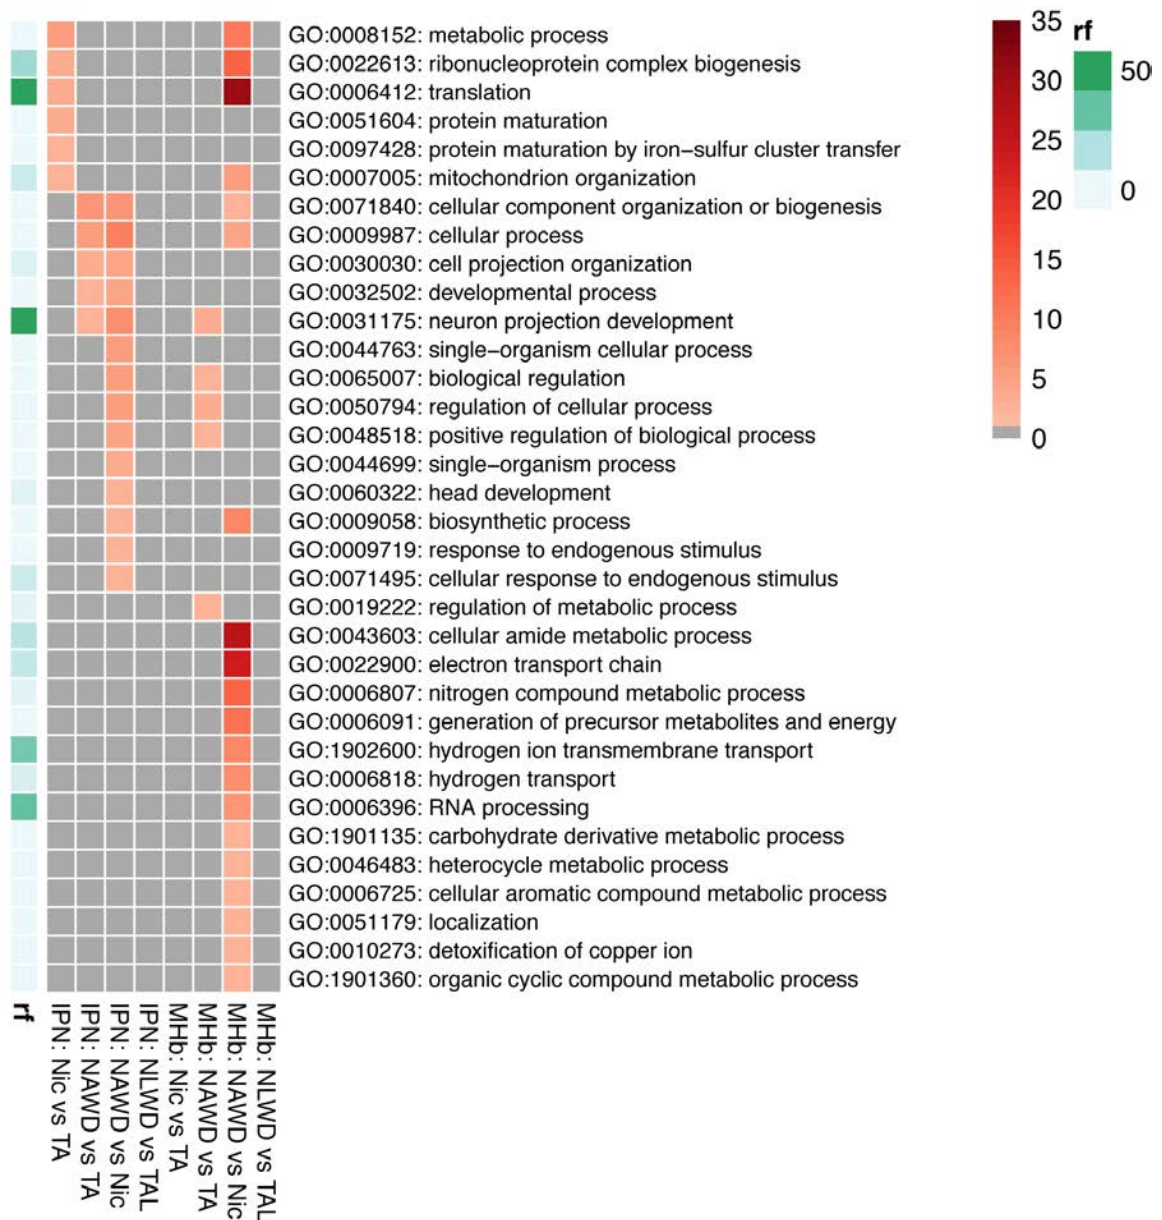 GO:0008152: metabolic process
GO:0022613: ribonucleoprotein complex biogenesis
GO:0006412: translation
GO:0051604: protein maturation
GO:0097428: protein maturation by iron−sulfur cluster transfer
GO:0007005: mitochondrion organization
GO:0071840: cellular component organization or biogenesis
GO:0009987: cellular process
GO:0030030: cell projection organization
GO:0032502: developmental process
GO:0031175: neuron projection development
GO:0044763: single−organism cellular process
GO:0065007: biological regulation
GO:0050794: regulation of cellular process
GO:0048518: positive regulation of biological process
GO:0044699: single−organism process
GO:0060322: head development
GO:0009058: biosynthetic process
GO:0009719: response to endogenous stimulus
GO:0071495: cellular response to endogenous stimulus
GO:0019222: regulation of metabolic process
GO:0043603: cellular amide metabolic process
GO:0022900: electron transport chain
GO:0006807: nitrogen compound metabolic process
GO:0006091: generation of precursor metabolites and energy
GO:1902600: hydrogen ion transmembrane transport
GO:0006818: hydrogen transport
GO:0006396: RNA processing
GO:1901135: carbohydrate derivative metabolic process
GO:0046483: heterocycle metabolic process
GO:0006725: cellular aromatic compound metabolic process
GO:0051179: localization
GO:0010273: detoxification of copper ion
GO:1901360: organic cyclic compound metabolic process
rf
IPN: Nic vs TA
IPN: NAWD vs TA
IPN: NAWD vs Nic
IPN: NLWD vs TAL
MHb: Nic vs TA
MHb: NAWD vs TA
MHb: NAWD vs Nic
MHb: NLWD vs TAL
35
30
25
20
15
10
5
0
rf
50
0